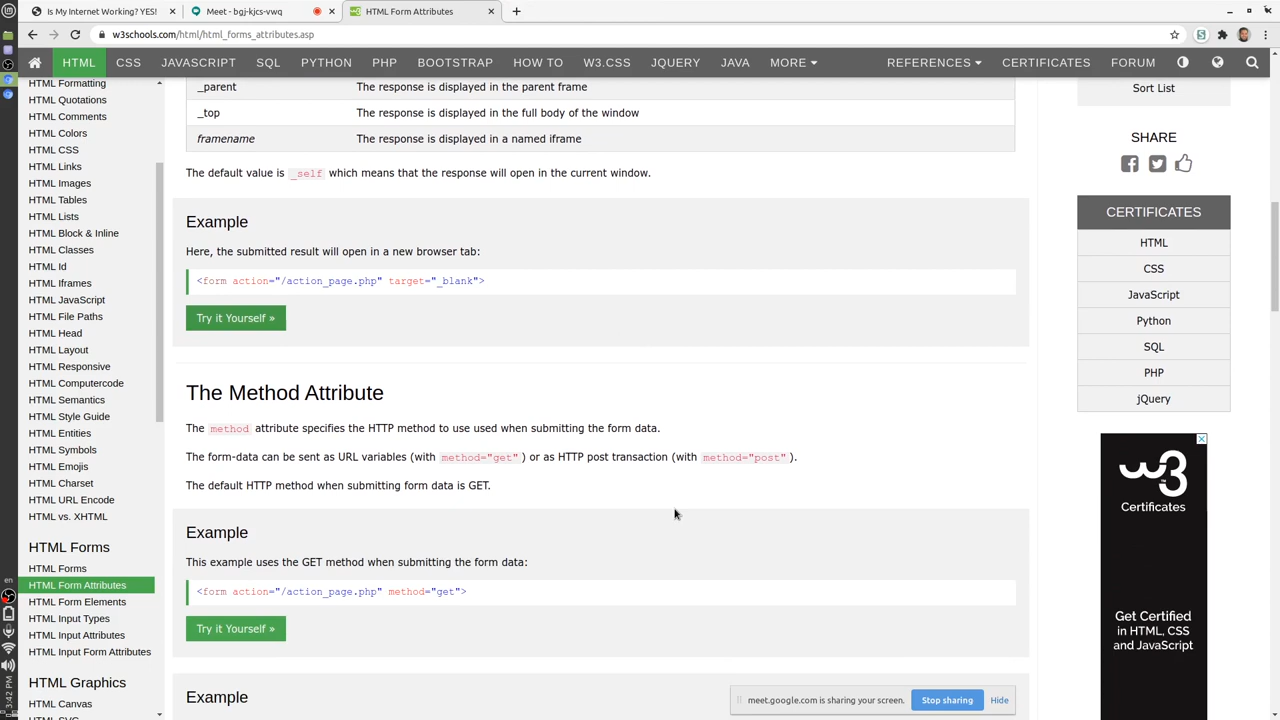 Is My Internet Working? YES!
Meet - bgj-kjcs-vwq
HTML Form Attributes
w3schools.com/html/html_forms_attributes.asp
HTML CSS JAVASCRIPT SQL PYTHON PHP BOOTSTRAP HOW TO W3.CSS JQUERY JAVA MORE REFERENCES CERTIFICATES FORUM
HTML Formatting
HTML Quotations
HTML Comments
HTML Colors
HTML CSS
HTML Links
HTML Images
HTML Tables
HTML Lists
HTML Block & Inline
HTML Classes
HTML Id
HTML Iframes
HTML JavaScript
HTML File Paths
HTML Head
HTML Layout
HTML Responsive
HTML Computercode
HTML Semantics
HTML Style Guide
HTML Entities
HTML Symbols
HTML Emojis
HTML Charset
HTML URL Encode
HTML vs. XHTML
HTML Forms
HTML Forms
HTML Form Attributes
HTML Form Elements
HTML Input Types
HTML Input Attributes
HTML Input Form Attributes
HTML Graphics
HTML Canvas
_parent The response is displayed in the parent frame
_top The response is displayed in the full body of the window
framename The response is displayed in a named iframe
The default value is _self which means that the response will open in the current window.
Example
Here, the submitted result will open in a new browser tab:
<form action="/action_page.php" target="_blank">
Try it Yourself »
The Method Attribute
The method attribute specifies the HTTP method to use used when submitting the form data.
The form-data can be sent as URL variables (with method="get" ) or as HTTP post transaction (with method="post" ).
The default HTTP method when submitting form data is GET.
Example
This example uses the GET method when submitting the form data:
<form action="/action_page.php" method="get">
Try it Yourself »
Example
Sort List
SHARE
CERTIFICATES
HTML
CSS
JavaScript
Python
SQL
PHP
jQuery
w3
Certificates
Get Certified
in HTML, CSS
and JavaScript
meet.google.com is sharing your screen. Stop sharing Hide
en
3:42 PM